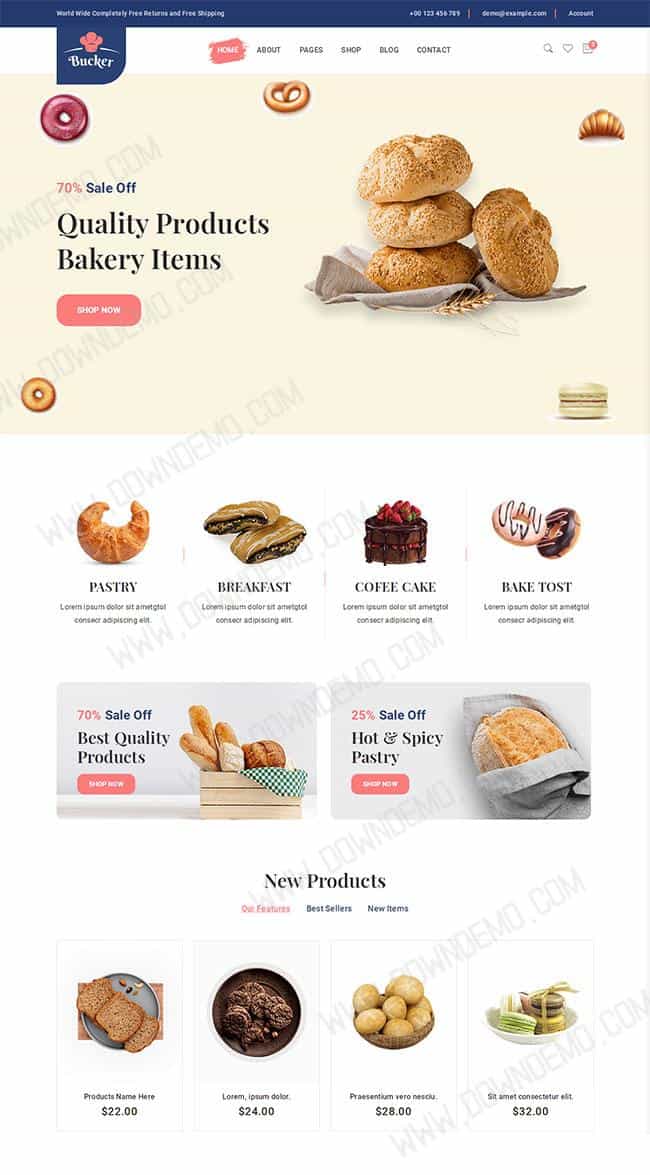 World Wide Completely Free Returns and Free Shipping
+00 123 456 789
demo@example.com
Account
Bucker
HOME
ABOUT
PAGES
SHOP
BLOG
CONTACT
0
70% Sale Off
Quality Products
Bakery Items
SHOP NOW
PASTRY
Lorem ipsum dolor sit ametgtol
consecr adipiscing elit.
BREAKFAST
Lorem ipsum dolor sit ametgtol
consecr adipiscing elit.
COFEE CAKE
Lorem ipsum dolor sit ametgtol
consecr adipiscing elit.
BAKE TOST
Lorem ipsum dolor sit ametgtol
consecr adipiscing elit.
70% Sale Off
Best Quality
Products
SHOP NOW
25% Sale Off
Hot & Spicy
Pastry
SHOP NOW
New Products
Our Features
Best Sellers
New Items
Products Name Here
$22.00
Lorem, ipsum dolor.
$24.00
Praesentium vero nesciu.
$28.00
Sit amet consectetur elit.
$32.00
WWW.DOWNDEMO.COM